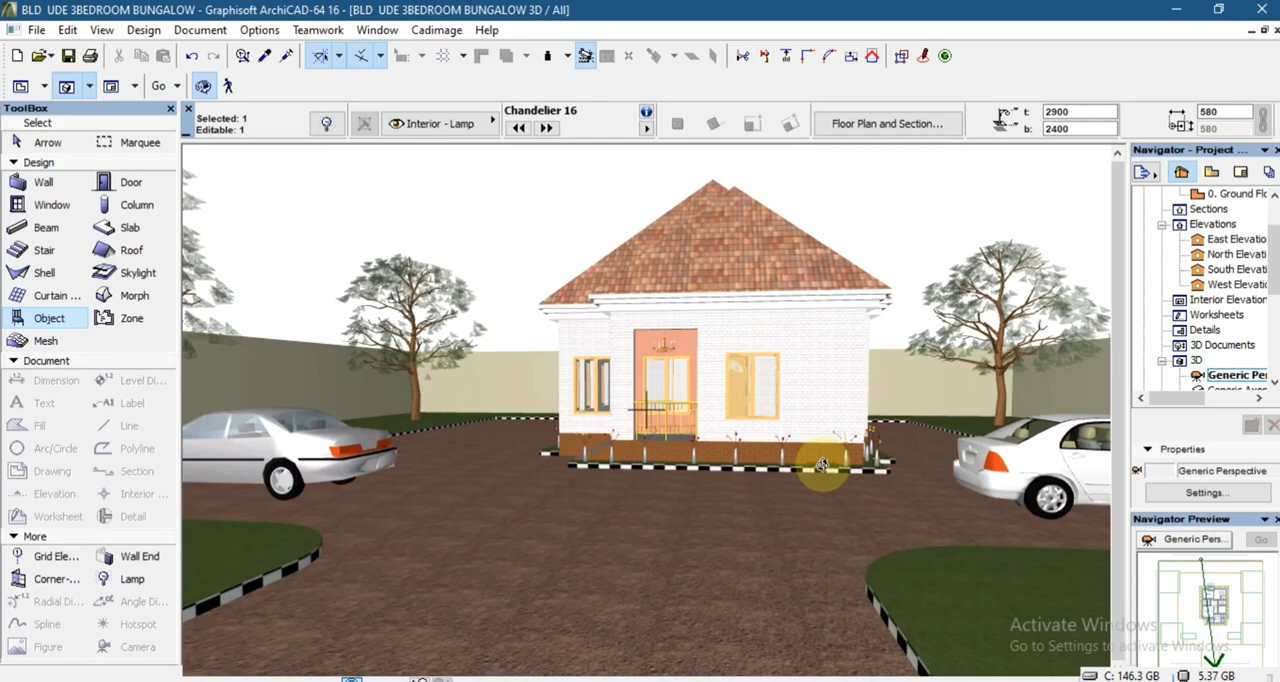 BLD UDE 3BEDROOM BUNGALOW - Graphisoft ArchiCAD-64 16 - [BLD UDE 3BEDROOM BUNGALOW 3D / All]
File Edit View Design Document Options Teamwork Window Cadimage Help
Go
ToolBox
Select
Arrow Marquee
Design
Wall Door
Window Column
Beam Slab
Stair Roof
Shell Skylight
Curtain ... Morph
Object Zone
Mesh
Document
Dimension Level Di...
Text Label
Fill Line
Arc/Circle Polyline
Drawing Section
Elevation Interior ...
Worksheet Detail
More
Grid Ele... Wall End
Corner-... Lamp
Radial Di... Angle Di...
Spline Hotspot
Figure Camera
Selected: 1
Editable: 1
Interior - Lamp
Chandelier 16
Floor Plan and Section...
t: 2900
b: 2400
580
580
Navigator - Project ...
0. Ground Flo
Sections
Elevations
East Elevatio
North Elevati
South Elevati
West Elevatio
Interior Elevation
Worksheets
Details
3D Documents
3D
Generic Per
Generic Axon
Properties
Generic Perspective
Settings...
Navigator Preview
Generic Pers...
Go
Activate Windows
Go to Settings to activate Windows.
C: 146.3 GB 5.37 GB